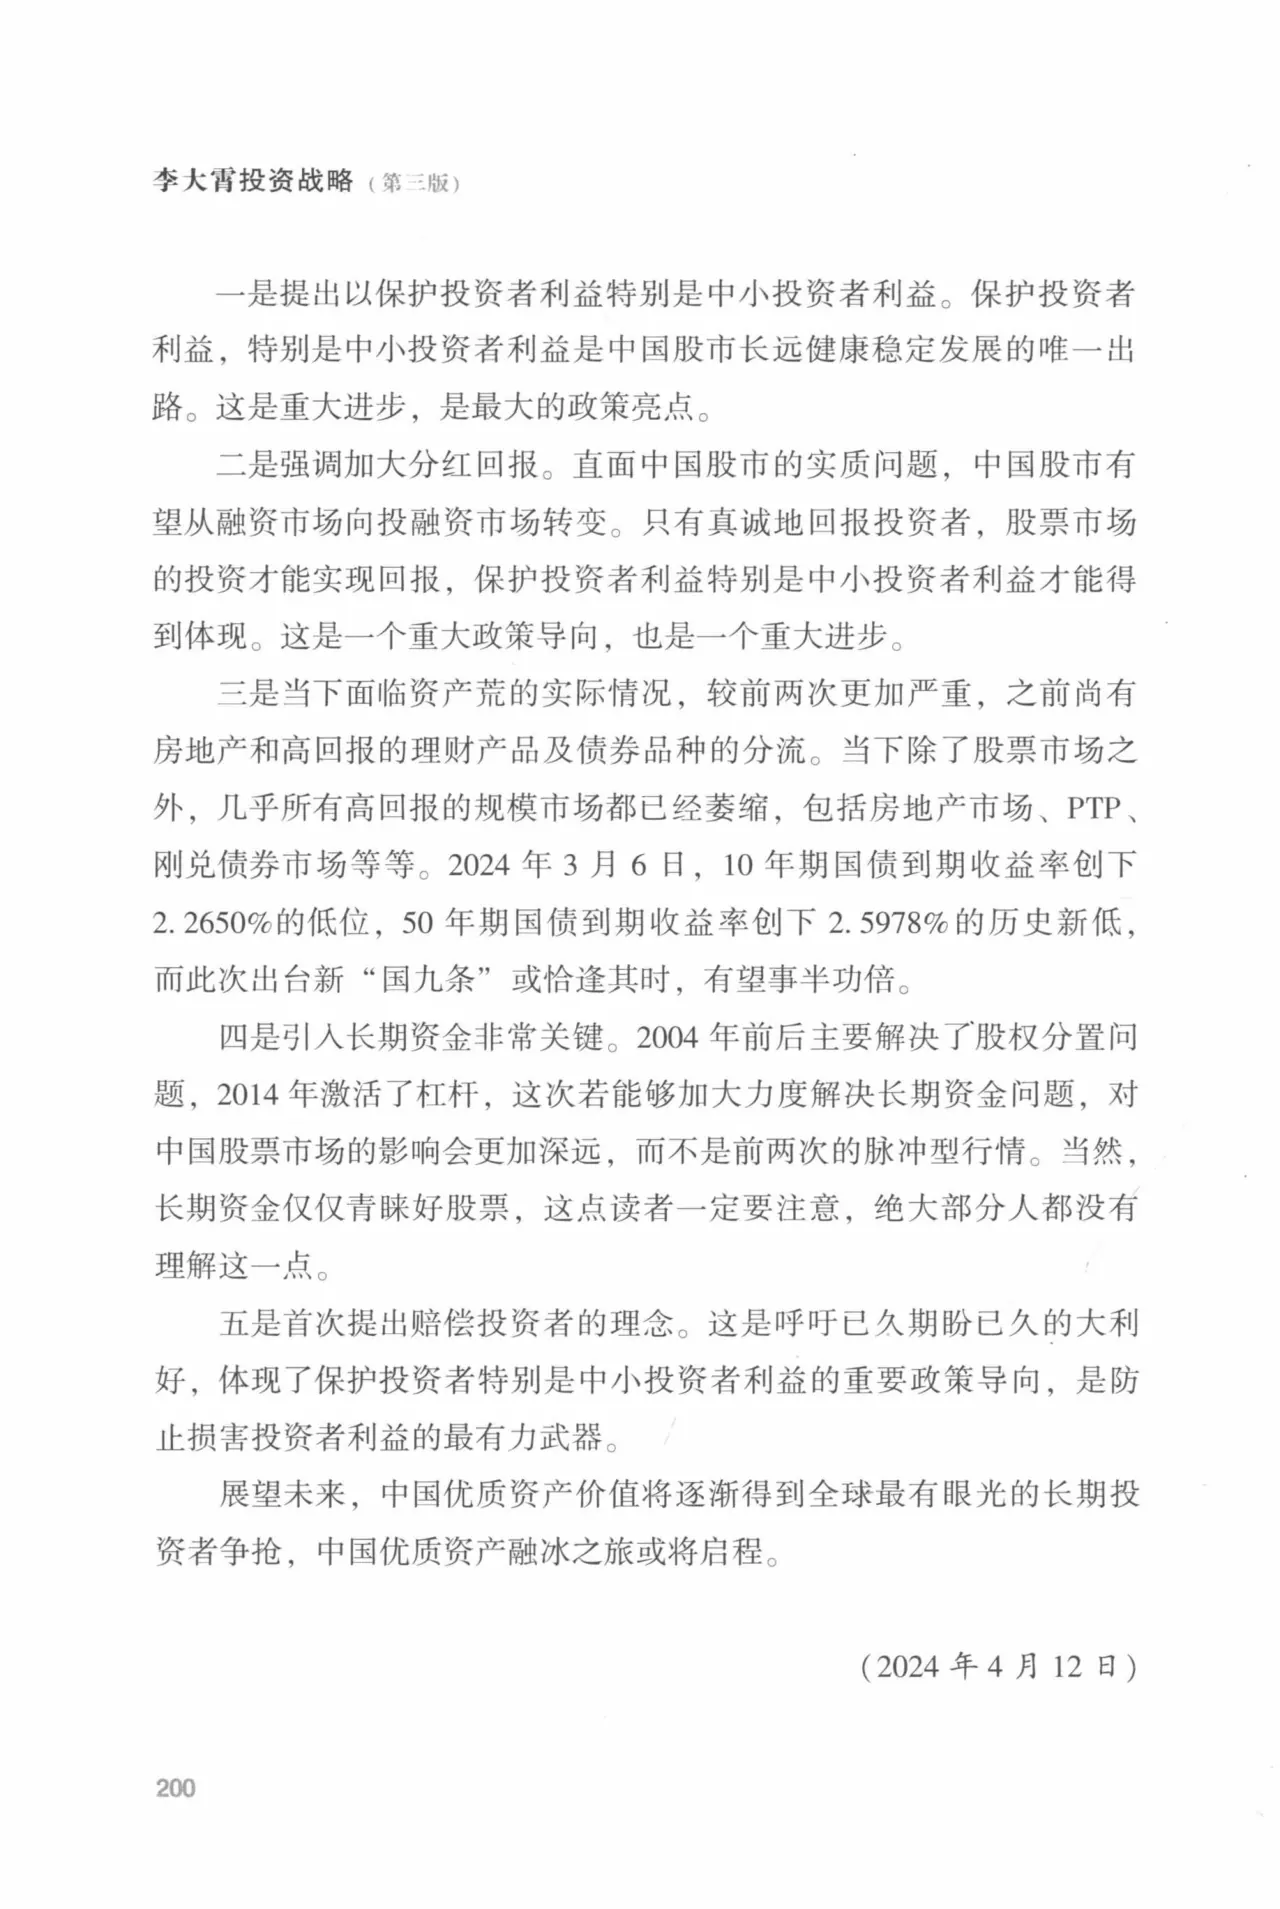 李大霄投资战略（第三版）
一是提出以保护投资者利益特别是中小投资者利益。保护投资者
利益，特别是中小投资者利益是中国股市长远健康稳定发展的唯一出
路。这是重大进步，是最大的政策亮点。
二是强调加大分红回报。直面中国股市的实质问题，中国股市有
望从融资市场向投融资市场转变。只有真诚地回报投资者，股票市场
的投资才能实现回报，保护投资者利益特别是中小投资者利益才能得
到体现。这是一个重大政策导向，也是一个重大进步。
三是当下面临资产荒的实际情况，较前两次更加严重，之前尚有
房地产和高回报的理财产品及债券品种的分流。当下除了股票市场之
外，几乎所有高回报的规模市场都已经萎缩，包括房地产市场、PTP、
刚兑债券市场等等。2024 年 3 月 6 日，10 年期国债到期收益率创下
2.2650%的低位，50 年期国债到期收益率创下 2.5978%的历史新低，
而此次出台新“国九条”或恰逢其时，有望事半功倍。
四是引入长期资金非常关键。2004 年前后主要解决了股权分置问
题，2014 年激活了杠杆，这次若能够加大力度解决长期资金问题，对
中国股票市场的影响会更加深远，而不是前两次的脉冲型行情。当然，
长期资金仅仅青睐好股票，这点读者一定要注意，绝大部分人都没有
理解这一点。
五是首次提出赔偿投资者的理念。这是呼吁已久期盼已久的大利
好，体现了保护投资者特别是中小投资者利益的重要政策导向，是防
止损害投资者利益的最有力武器。
展望未来，中国优质资产价值将逐渐得到全球最有眼光的长期投
资者争抢，中国优质资产融冰之旅或将启程。
（2024 年 4 月 12 日）
200